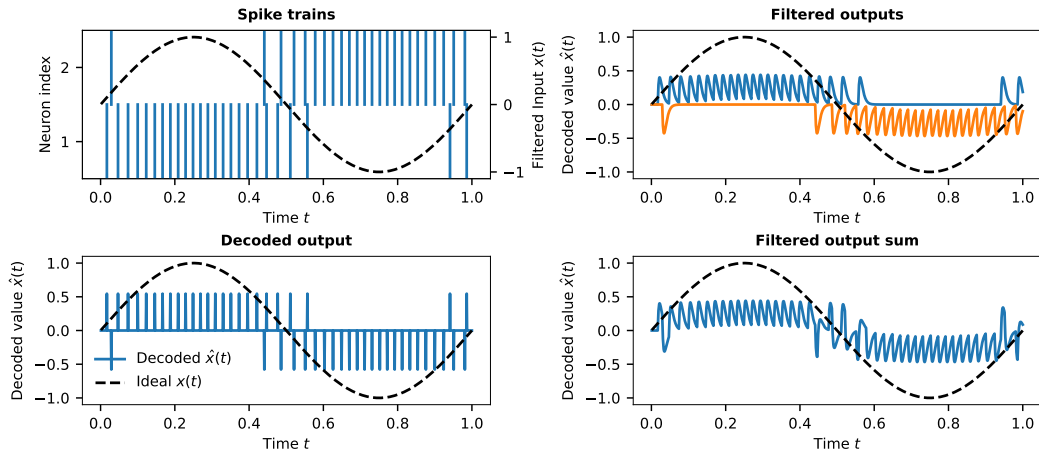 Spike trains
Neuron index
2
1
Filtered Input x(t)
1
0
−1
0.0 0.2 0.4 0.6 0.8 1.0
Time t
Filtered outputs
Decoded value x̂(t)
1.0
0.5
0.0
−0.5
−1.0
0.0 0.2 0.4 0.6 0.8 1.0
Time t
Decoded output
Decoded value x̂(t)
1.0
0.5
0.0
−0.5
−1.0
Decoded x̂(t)
Ideal x(t)
0.0 0.2 0.4 0.6 0.8 1.0
Time t
Filtered output sum
Decoded value x̂(t)
1.0
0.5
0.0
−0.5
−1.0
0.0 0.2 0.4 0.6 0.8 1.0
Time t